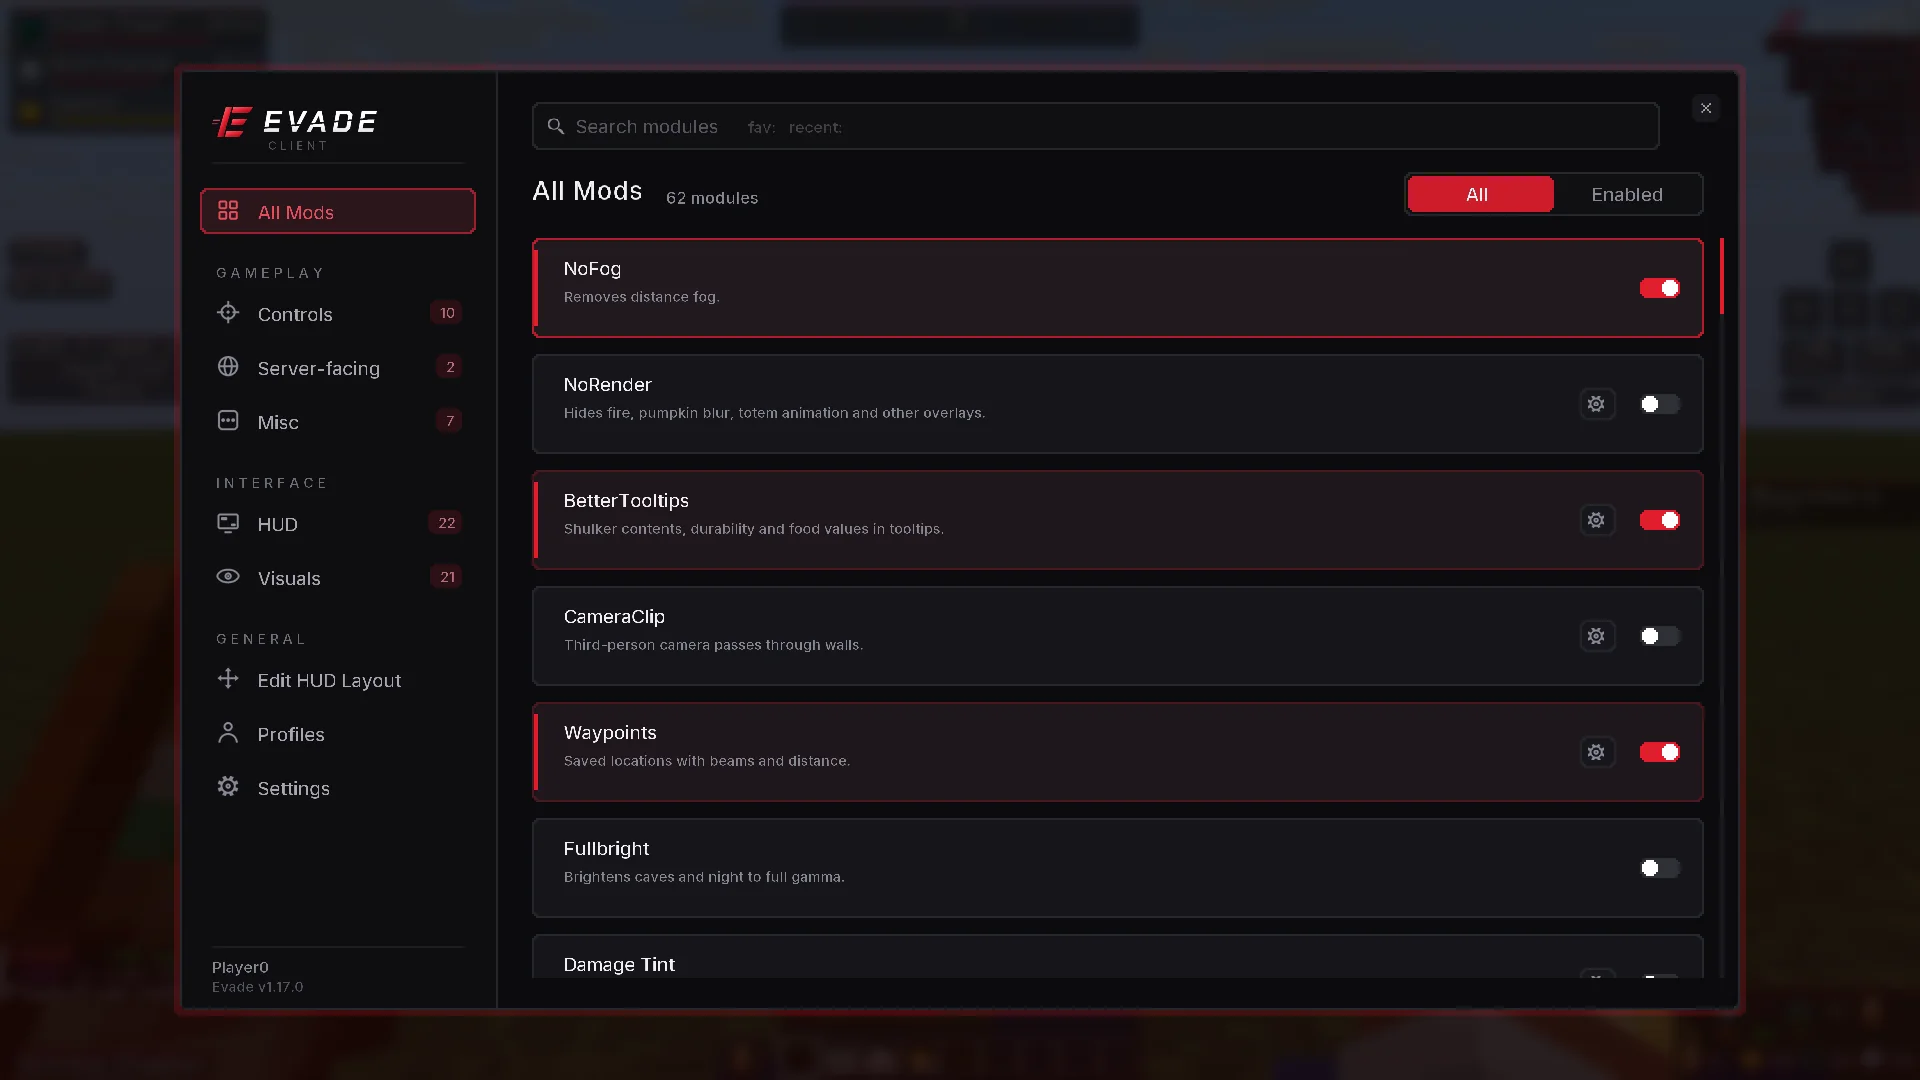 EVADE
CLIENT
All Mods
GAMEPLAY
Controls 10
Server-facing 2
Misc 7
INTERFACE
HUD 22
Visuals 21
GENERAL
Edit HUD Layout
Profiles
Settings
Player0
Evade v1.17.0
Search modules fav: recent:
All Mods 62 modules
All Enabled
NoFog
Removes distance fog.
NoRender
Hides fire, pumpkin blur, totem animation and other overlays.
BetterTooltips
Shulker contents, durability and food values in tooltips.
CameraClip
Third-person camera passes through walls.
Waypoints
Saved locations with beams and distance.
Fullbright
Brightens caves and night to full gamma.
Damage Tint